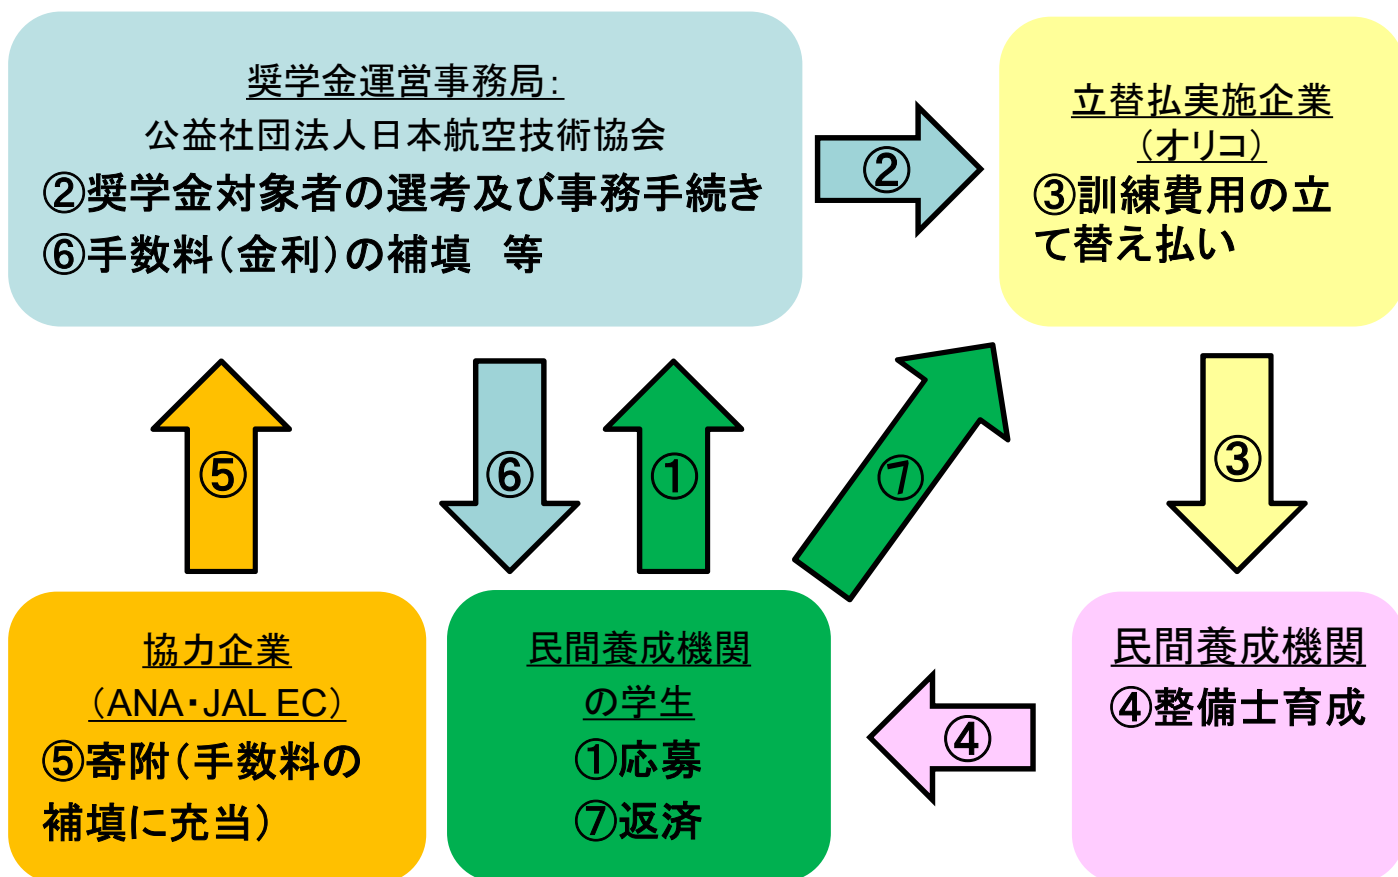 奨学金運営事務局：
公益社団法人日本航空技術協会
②奨学金対象者の選考及び事務手続き
⑥手数料（金利）の補填　等
②
立替払実施企業
（オリコ）
③訓練費用の立
て替え払い
⑤
⑥
①
⑦
③
協力企業
（ANA・JAL EC）
⑤寄附（手数料の
補填に充当）
民間養成機関
の学生
①応募
⑦返済
④
民間養成機関
④整備士育成